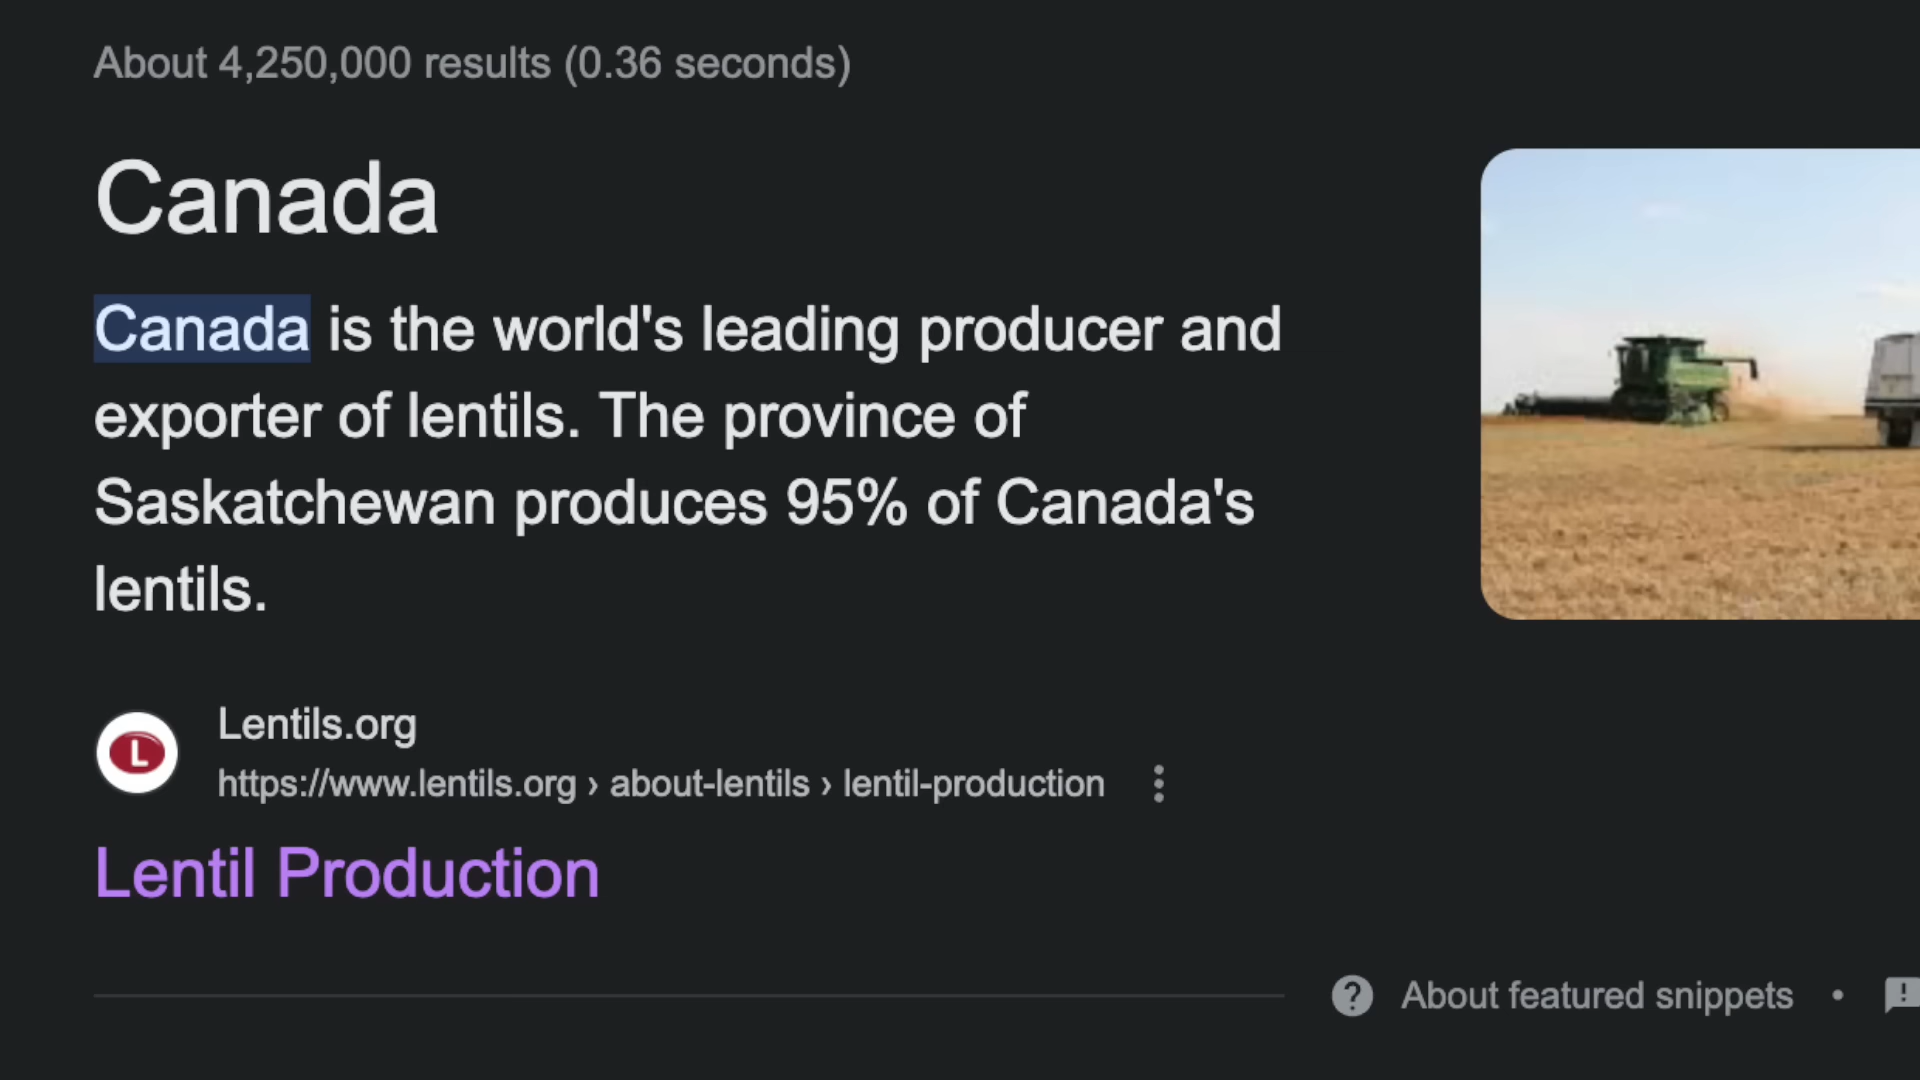 About 4,250,000 results (0.36 seconds)
Canada
Canada is the world's leading producer and
exporter of lentils. The province of
Saskatchewan produces 95% of Canada's
lentils.
L
Lentils.org
https://www.lentils.org › about-lentils › lentil-production
Lentil Production
? About featured snippets •